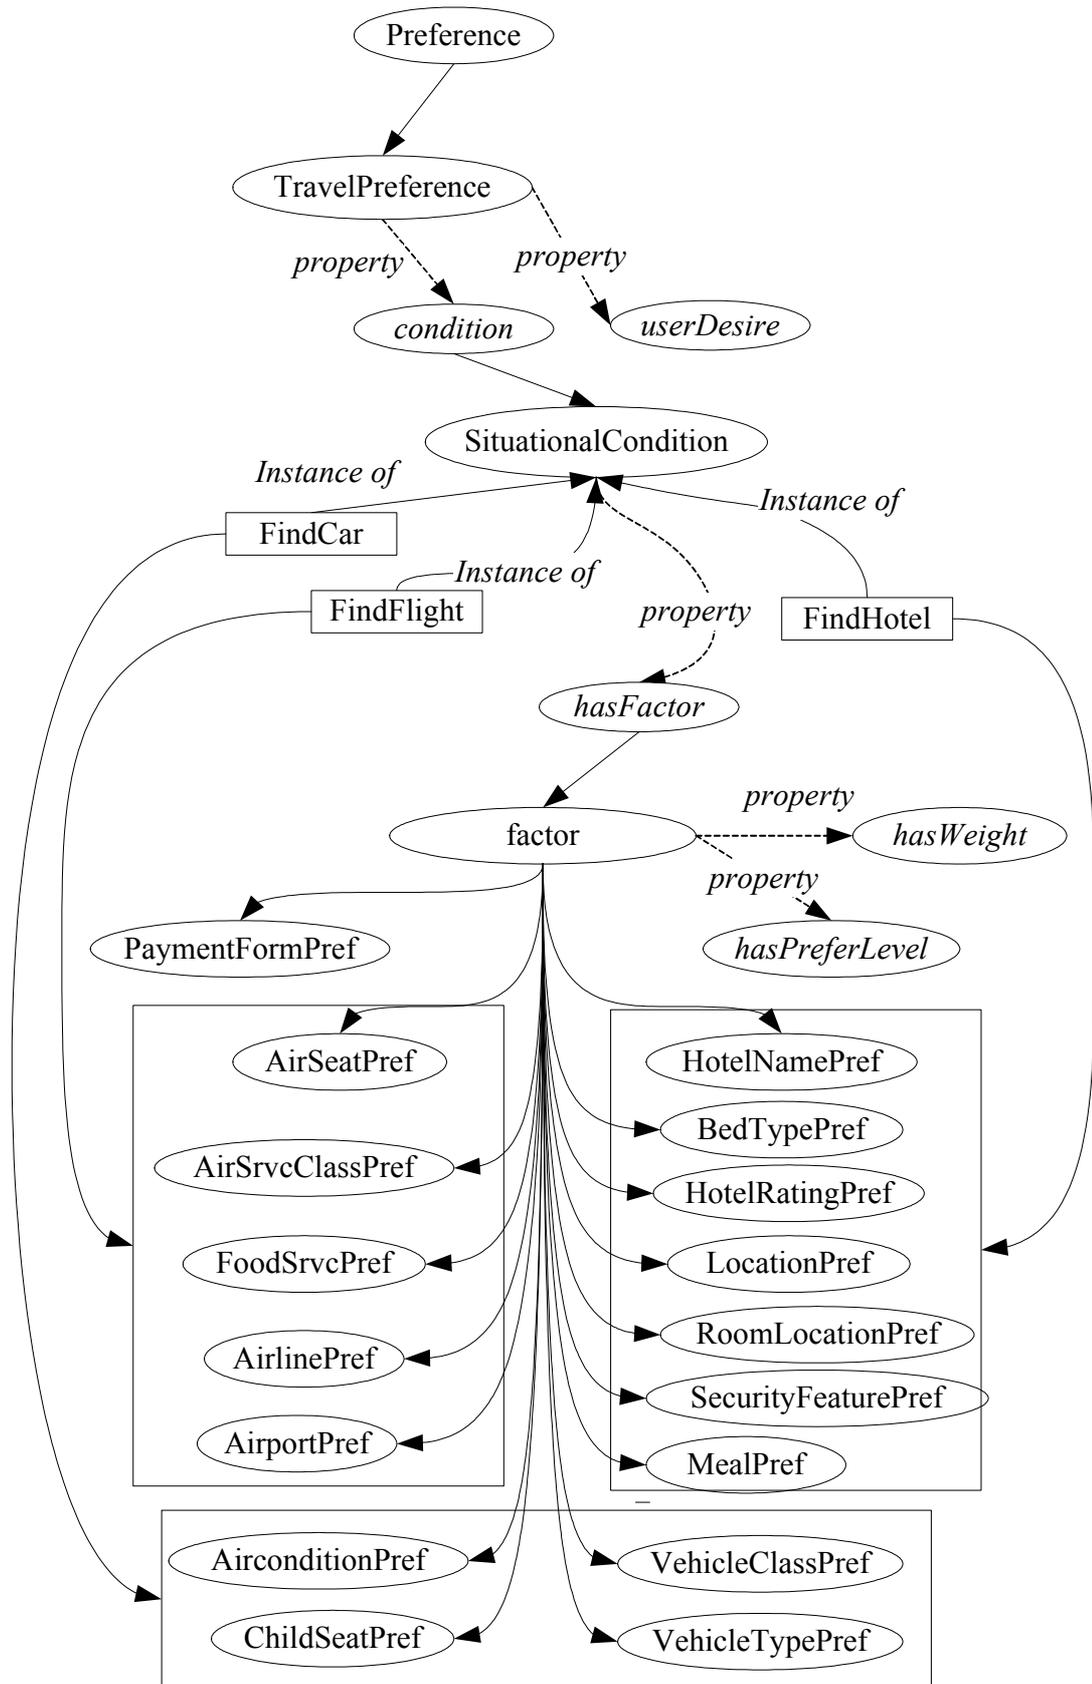 Preference
TravelPreference
property
property
condition
userDesire
SituationalCondition
Instance of
Instance of
FindCar
Instance of
FindFlight
property
FindHotel
hasFactor
property
factor
hasWeight
property
PaymentFormPref
hasPreferLevel
AirSeatPref
HotelNamePref
BedTypePref
AirSrvcClassPref
HotelRatingPref
FoodSrvcPref
LocationPref
RoomLocationPref
AirlinePref
SecurityFeaturePref
AirportPref
MealPref
AirconditionPref
VehicleClassPref
ChildSeatPref
VehicleTypePref